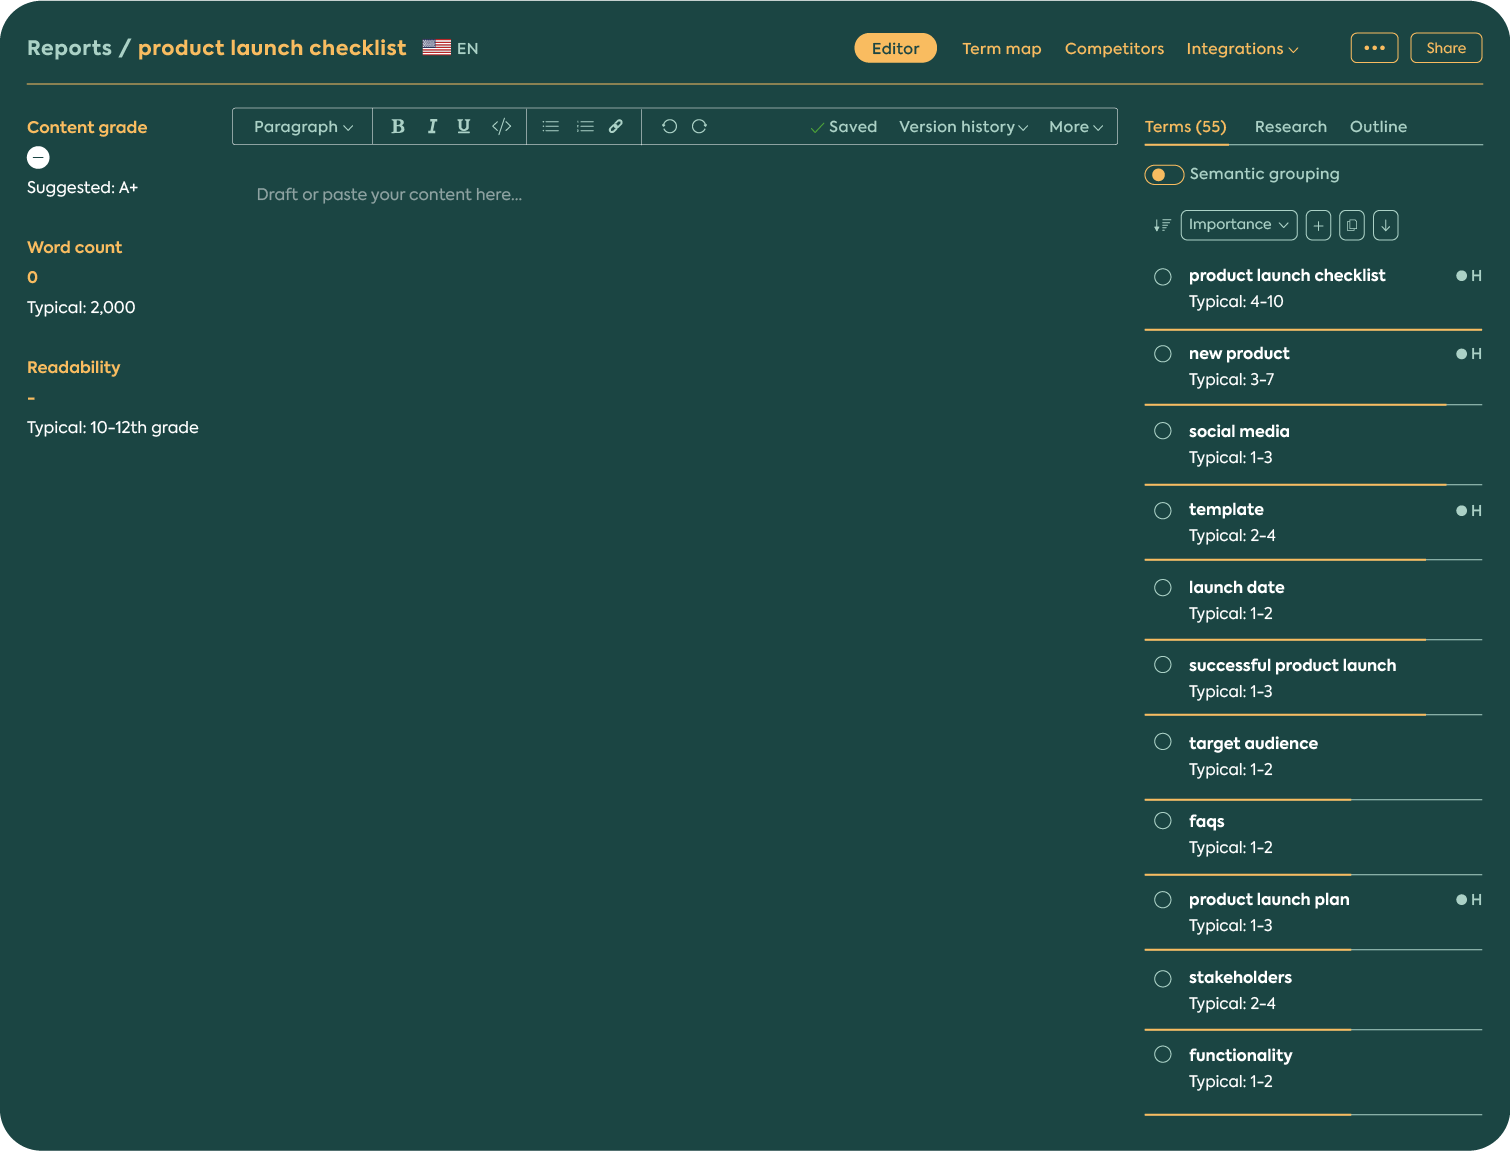 Reports / product launch checklist EN
Editor Term map Competitors Integrations Share
Content grade
Suggested: A+
Word count
0
Typical: 2,000
Readability
-
Typical: 10-12th grade
Paragraph B I U </> Saved Version history More
Draft or paste your content here...
Terms (55) Research Outline
Semantic grouping
Importance
product launch checklist H
Typical: 4-10
new product H
Typical: 3-7
social media
Typical: 1-3
template H
Typical: 2-4
launch date
Typical: 1-2
successful product launch
Typical: 1-3
target audience
Typical: 1-2
faqs
Typical: 1-2
product launch plan H
Typical: 1-3
stakeholders
Typical: 2-4
functionality
Typical: 1-2